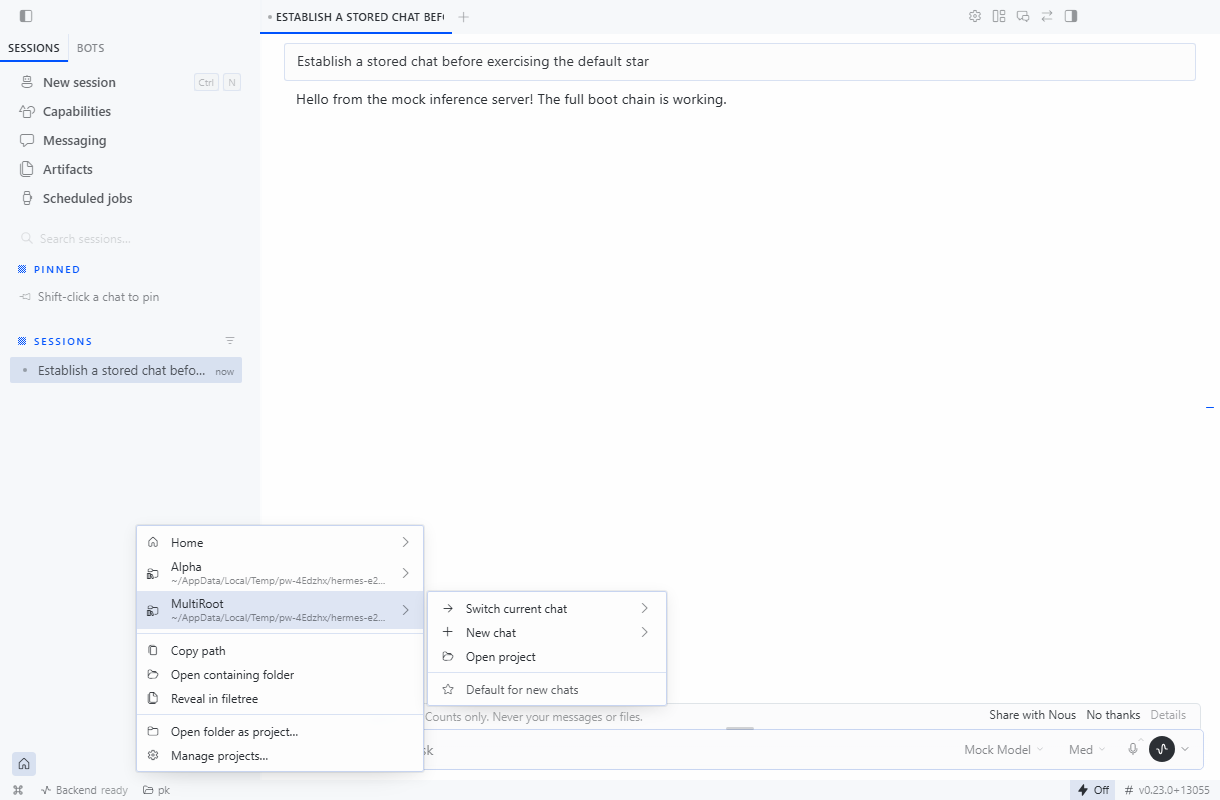 ESTABLISH A STORED CHAT BEF
SESSIONS
BOTS
New session
Ctrl
N
Capabilities
Messaging
Artifacts
Scheduled jobs
Search sessions...
PINNED
Shift-click a chat to pin
SESSIONS
Establish a stored chat befo...
now
Establish a stored chat before exercising the default star
Hello from the mock inference server! The full boot chain is working.
Home
Alpha
~/AppData/Local/Temp/pw-4Edzhx/hermes-e2...
MultiRoot
~/AppData/Local/Temp/pw-4Edzhx/hermes-e2...
Copy path
Open containing folder
Reveal in filetree
Open folder as project...
Manage projects...
Switch current chat
New chat
Open project
Default for new chats
Counts only. Never your messages or files.
Share with Nous
No thanks
Details
sk
Mock Model
Med
Backend ready
pk
Off
v0.23.0+13055